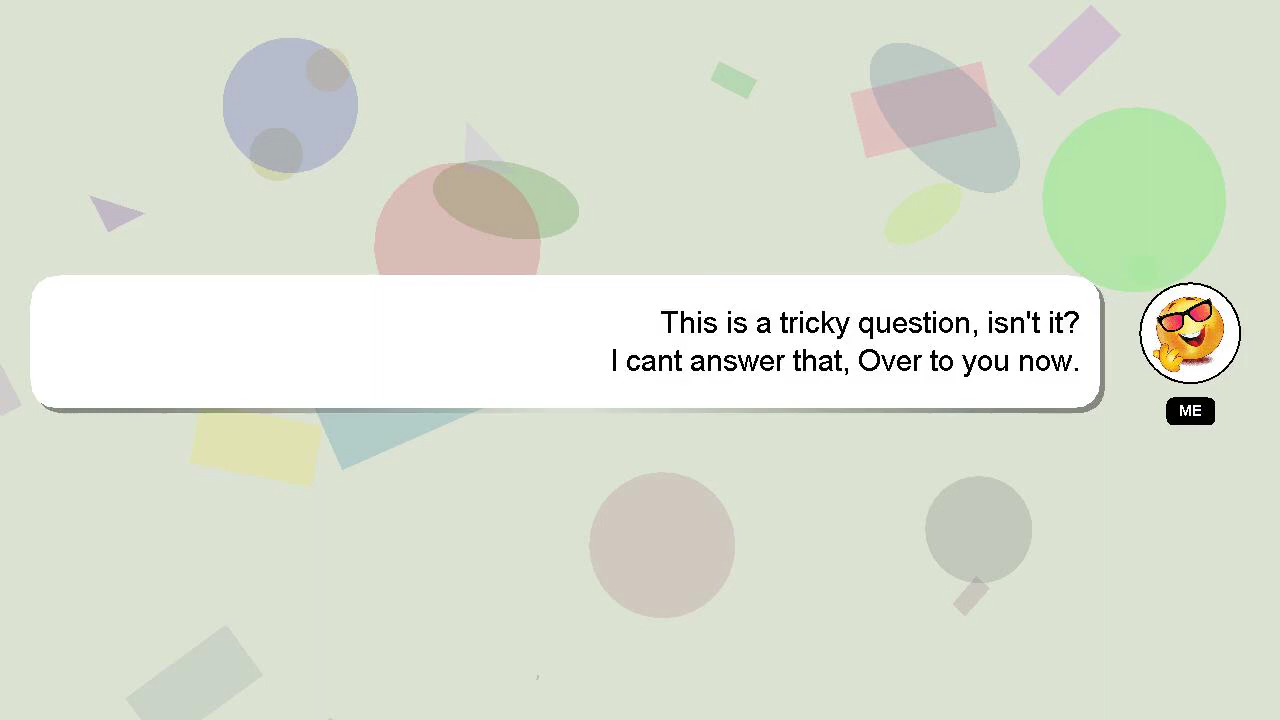 This is a tricky question, isn't it?
I cant answer that, Over to you now.
ME